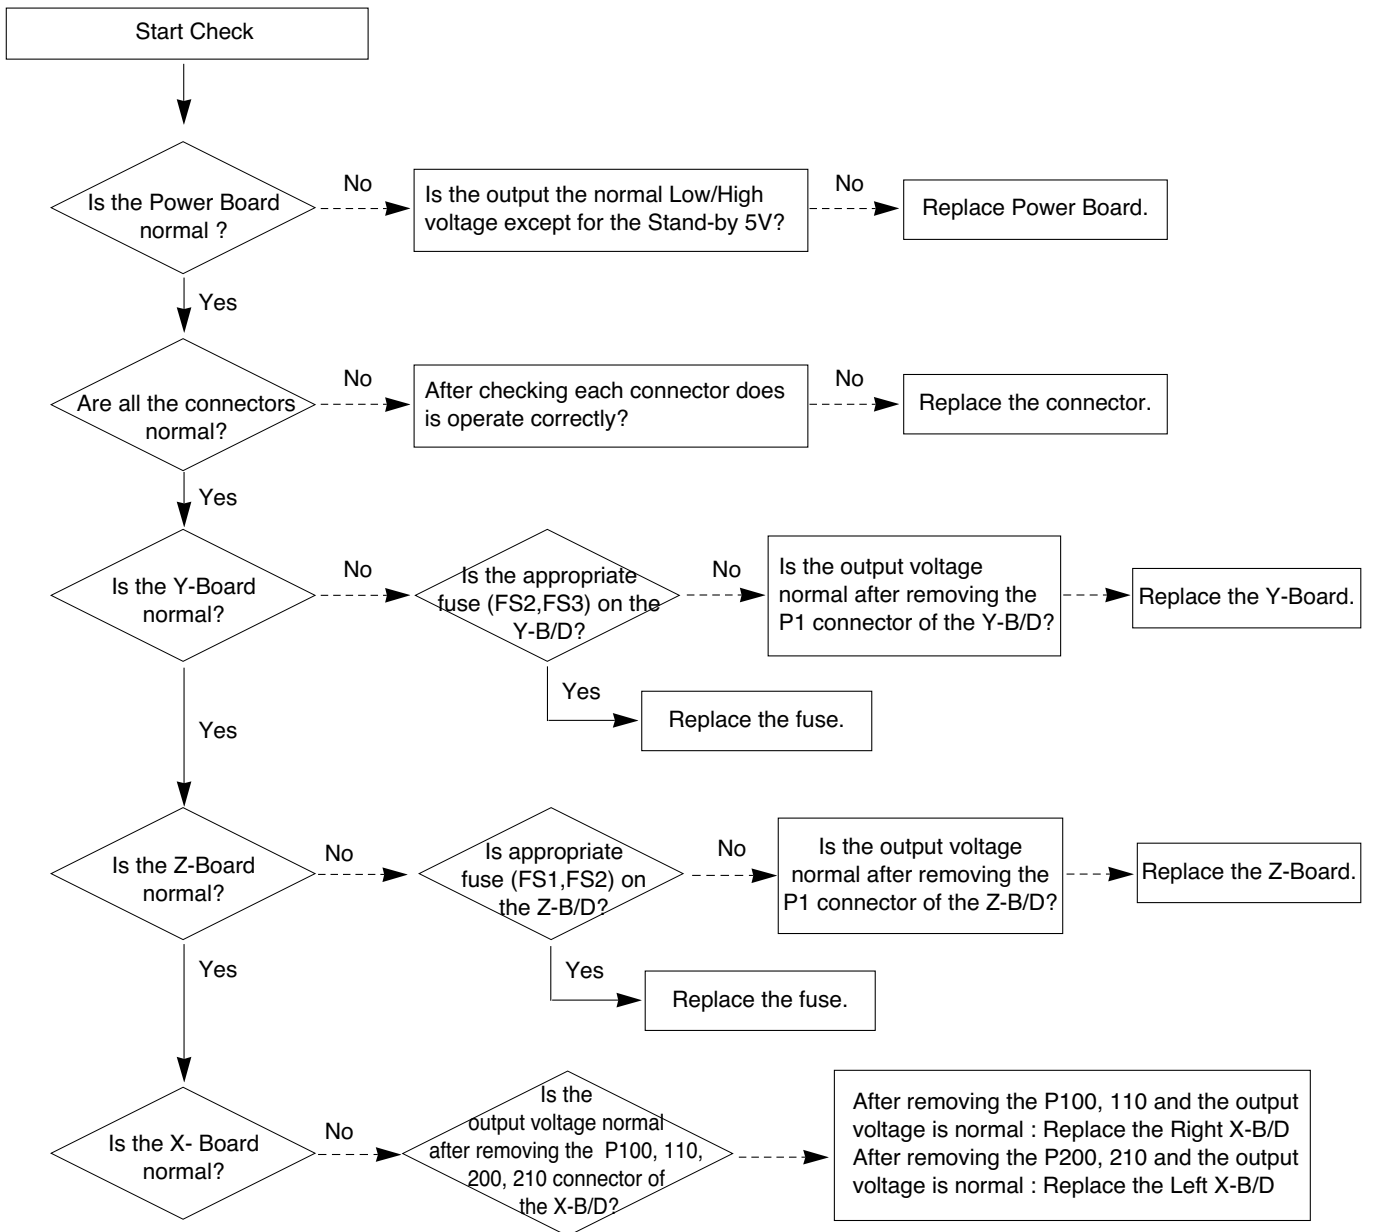 Start Check
Is the Power Board
normal ?
No
Is the output the normal Low/High
voltage except for the Stand-by 5V?
No
Replace Power Board.
Yes
Are all the connectors
normal?
No
After checking each connector does
is operate correctly?
No
Replace the connector.
Yes
Is the Y-Board
normal?
No
Is the appropriate
fuse (FS2,FS3) on the
Y-B/D?
No
Is the output voltage
normal after removing the
P1 connector of the Y-B/D?
Replace the Y-Board.
Yes
Replace the fuse.
Yes
Is the Z-Board
normal?
No
Is appropriate
fuse (FS1,FS2) on
the Z-B/D?
No
Is the output voltage
normal after removing the
P1 connector of the Z-B/D?
Replace the Z-Board.
Yes
Replace the fuse.
Yes
Is the X- Board
normal?
No
Is the
output voltage normal
after removing the P100, 110,
200, 210 connector of
the X-B/D?
After removing the P100, 110 and the output
voltage is normal : Replace the Right X-B/D
After removing the P200, 210 and the output
voltage is normal : Replace the Left X-B/D